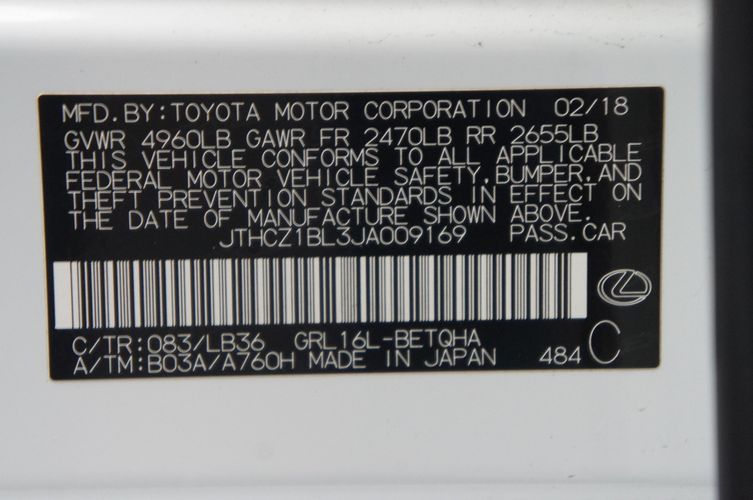 MFD.BY:TOYOTA MOTOR CORPORATION 02/18
GVWR 4960LB GAWR FR 2470LB RR 2655LB
THIS VEHICLE CONFORMS TO ALL APPLICABLE
FEDERAL MOTOR VEHICLE SAFETY,BUMPER,AND
THEFT PREVENTION STANDARDS IN EFFECT ON
THE DATE OF MANUFACTURE SHOWN ABOVE.
JTHCZ1BL3JA009169 PASS.CAR
C/TR:083/LB36 GRL16L-BETQHA
A/TM:B03A/A760H MADE IN JAPAN 484 C